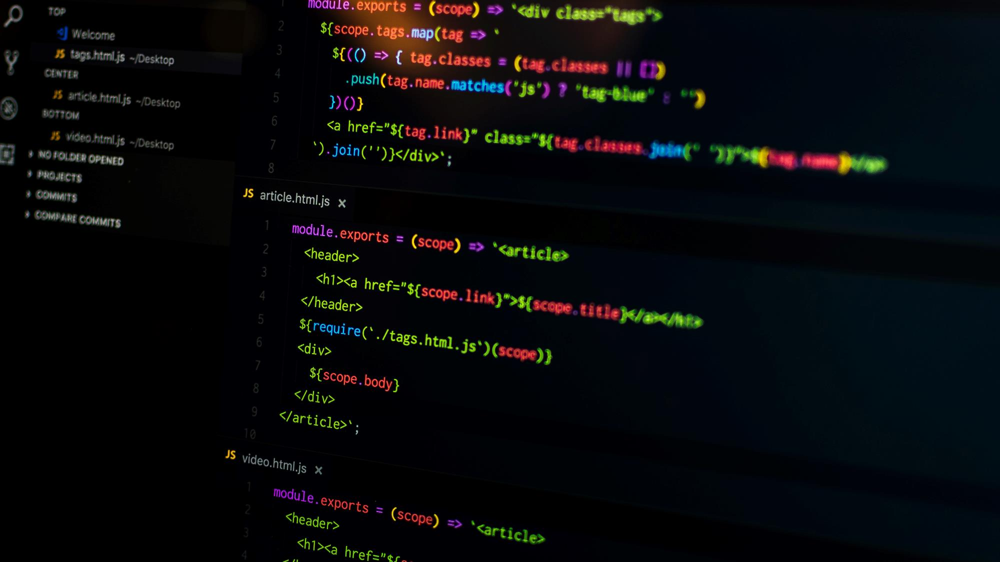 TOP
Welcome
tags.html.js ~/Desktop
CENTER
article.html.js ~/Desktop
BOTTOM
video.html.js ~/Desktop
NO FOLDER OPENED
PROJECTS
COMMITS
COMPARE COMMITS
1 module.exports = (scope) => `<div class="tags">
2 ${scope.tags.map(tag => `
3 ${(() => { tag.classes = (tag.classes || [])
4 .push(tag.name.matches('js') ? 'tag-blue' : '')
5 })()}
6 <a href="${tag.link}" class="${tag.classes.join(' ')}">${tag.name}</a>
7 `).join('')}</div>`;
8
JS article.html.js ×
1 module.exports = (scope) => `<article>
2 <header>
3 <h1><a href="${scope.link}">${scope.title}</a></h1>
4 </header>
5 ${require(`./tags.html.js`)(scope)}
6 <div>
7 ${scope.body}
8 </div>
9 </article>`;
10
JS video.html.js ×
1 module.exports = (scope) => `<article>
2 <header>
3 <h1><a href="${
4